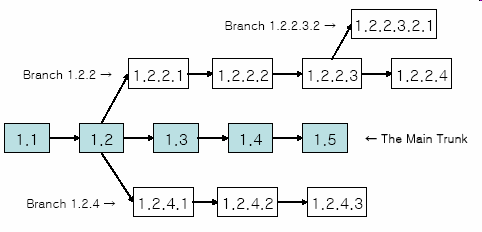 Branch 1.2.2.3.2 → 1.2.2.3.2.1
Branch 1.2.2 → 1.2.2.1 1.2.2.2 1.2.2.3 1.2.2.4
1.1 1.2 1.3 1.4 1.5 ← The Main Trunk
Branch 1.2.4 → 1.2.4.1 1.2.4.2 1.2.4.3